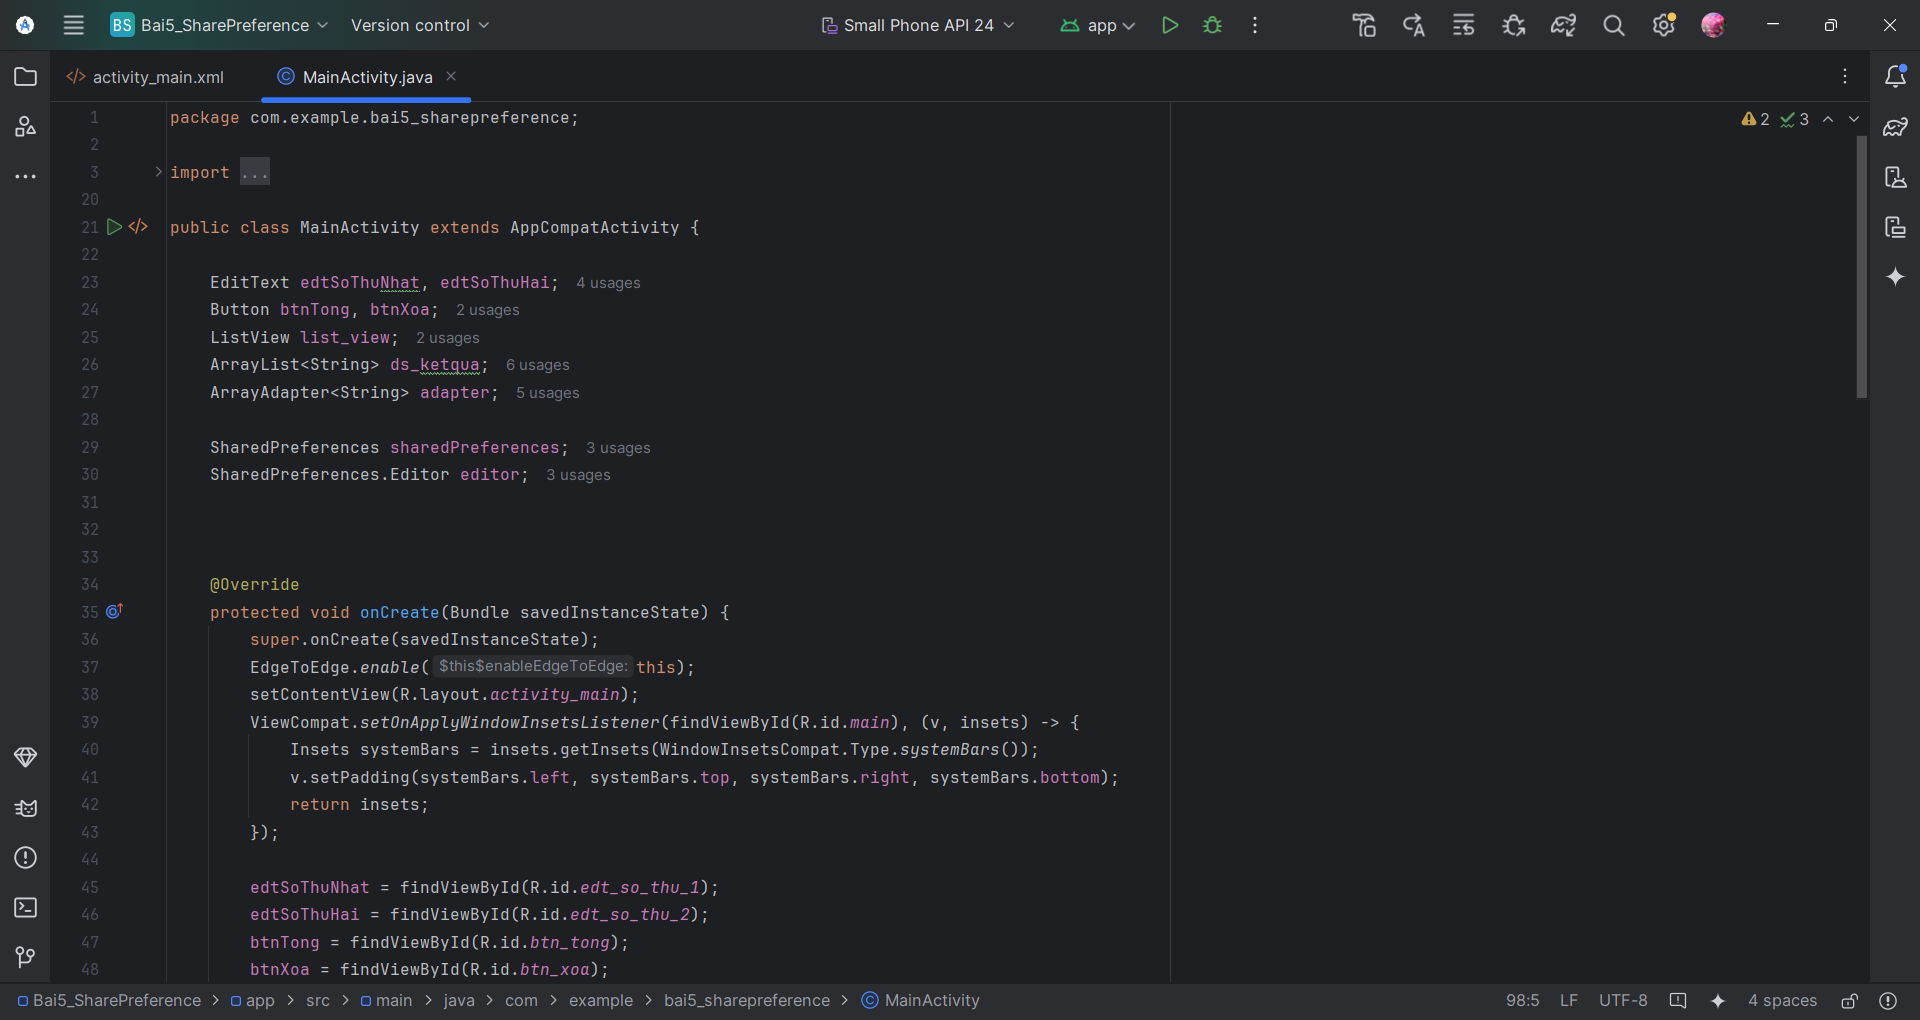 BS Bai5_SharePreference Version control Small Phone API 24 app
activity_main.xml MainActivity.java
1 package com.example.bai5_sharepreference; 2 3
2
3 import ...
20
21 public class MainActivity extends AppCompatActivity {
22
23 EditText edtSoThuNhat, edtSoThuHai; 4 usages
24 Button btnTong, btnXoa; 2 usages
25 ListView list_view; 2 usages
26 ArrayList<String> ds_ketqua; 6 usages
27 ArrayAdapter<String> adapter; 5 usages
28
29 SharedPreferences sharedPreferences; 3 usages
30 SharedPreferences.Editor editor; 3 usages
31
32
33
34 @Override
35 protected void onCreate(Bundle savedInstanceState) {
36 super.onCreate(savedInstanceState);
37 EdgeToEdge.enable( $this$enableEdgeToEdge: this);
38 setContentView(R.layout.activity_main);
39 ViewCompat.setOnApplyWindowInsetsListener(findViewById(R.id.main), (v, insets) -> {
40 Insets systemBars = insets.getInsets(WindowInsetsCompat.Type.systemBars());
41 v.setPadding(systemBars.left, systemBars.top, systemBars.right, systemBars.bottom);
42 return insets;
43 });
44
45 edtSoThuNhat = findViewById(R.id.edt_so_thu_1);
46 edtSoThuHai = findViewById(R.id.edt_so_thu_2);
47 btnTong = findViewById(R.id.btn_tong);
48 btnXoa = findViewById(R.id.btn_xoa);
Bai5_SharePreference > app > src > main > java > com > example > bai5_sharepreference > MainActivity 98:5 LF UTF-8 4 spaces